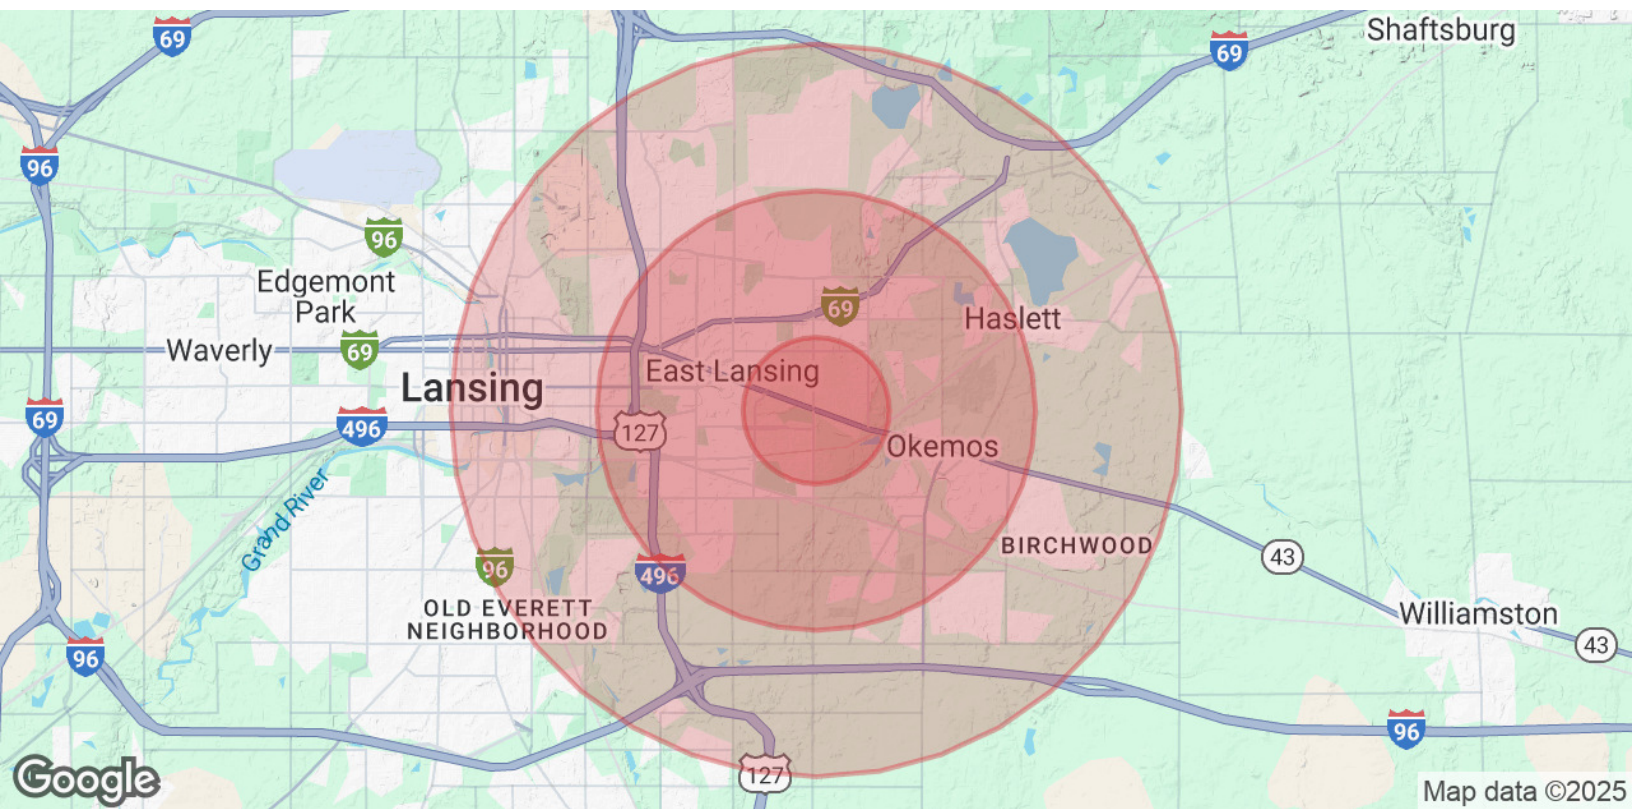 Shaftsburg
69
69
96
96
Edgemont
Park
69
Haslett
Waverly
69
East Lansing
Lansing
69
496
127
Okemos
Grand River
BIRCHWOOD
43
96
496
OLD EVERETT
NEIGHBORHOOD
Williamston
43
96
96
127
Google
Map data ©2025